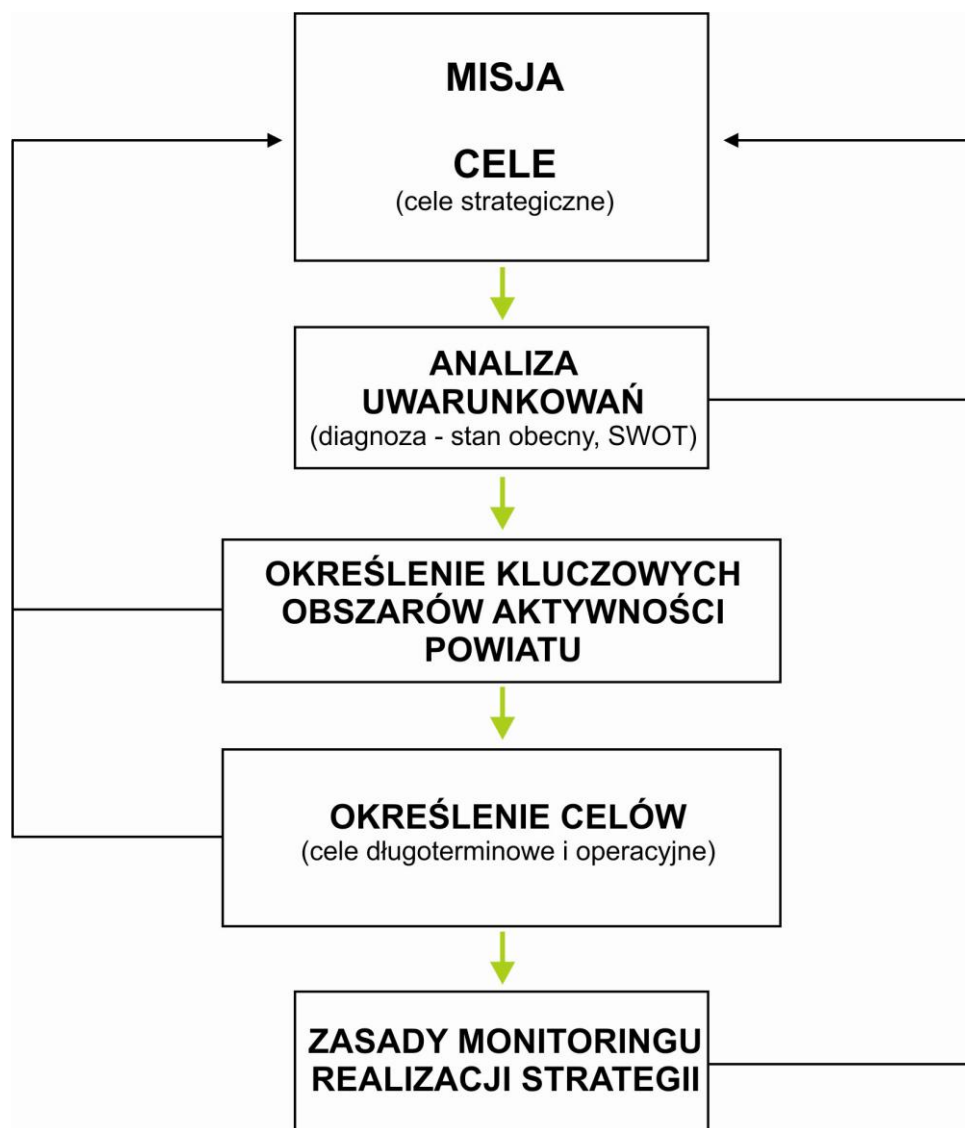 MISJA
CELE
(cele strategiczne)
ANALIZA
UWARUNKOWAŃ
(diagnoza - stan obecny, SWOT)
OKREŚLENIE KLUCZOWYCH
OBSZARÓW AKTYWNOŚCI
POWIATU
OKREŚLENIE CELÓW
(cele długoterminowe i operacyjne)
ZASADY MONITORINGU
REALIZACJI STRATEGII